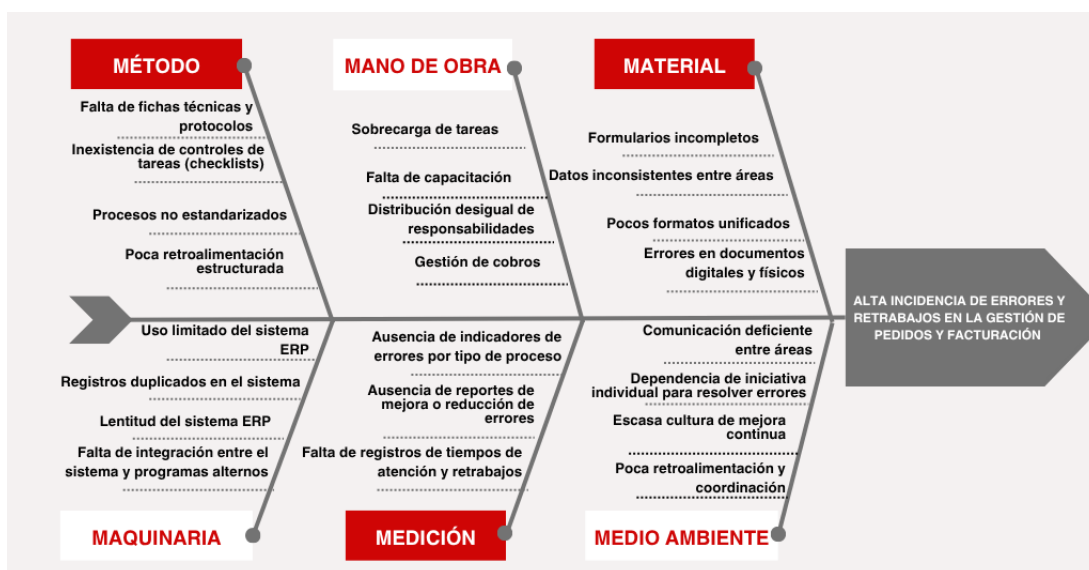 MÉTODO
Falta de fichas técnicas y
protocolos
Inexistencia de controles de
tareas (checklists)
Procesos no estandarizados
Poca retroalimentación
estructurada
MANO DE OBRA
Sobrecarga de tareas
Falta de capacitación
Distribución desigual de
responsabilidades
Gestión de cobros
MATERIAL
Formularios incompletos
Datos inconsistentes entre áreas
Pocos formatos unificados
Errores en documentos
digitales y físicos
ALTA INCIDENCIA DE ERRORES Y
RETRABAJOS EN LA GESTIÓN DE
PEDIDOS Y FACTURACIÓN
Uso limitado del sistema
ERP
Registros duplicados en el sistema
Lentitud del sistema ERP
Falta de integración entre el
sistema y programas alternos
MAQUINARIA
Ausencia de indicadores de
errores por tipo de proceso
Ausencia de reportes de
mejora o reducción de
errores
Falta de registros de tiempos de
atención y retrabajos
MEDICIÓN
Comunicación deficiente
entre áreas
Dependencia de iniciativa
individual para resolver errores
Escasa cultura de mejora
continua
Poca retroalimentación y
coordinación
MEDIO AMBIENTE